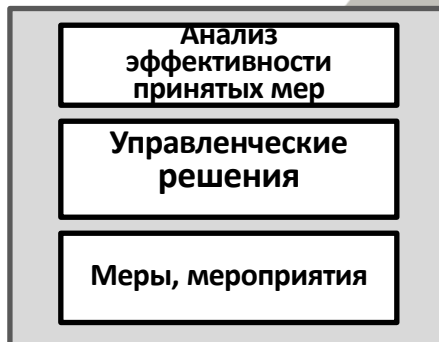 Анализ
эффективности
принятых мер
Управленческие
решения
Меры, мероприятия